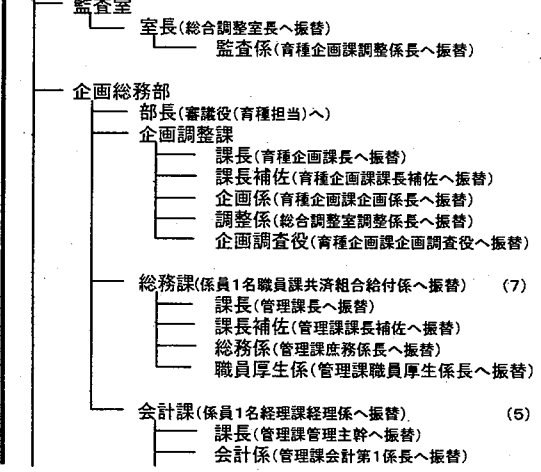 監査室
室長(総合調整室長へ振替)
監査係(育種企画課調整係長へ振替)
企画総務部
部長(審議役(育種担当)へ)
企画調整課
課長(育種企画課長へ振替)
課長補佐(育種企画課課長補佐へ振替)
企画係(育種企画課企画係長へ振替)
調整係(総合調整室調整係長へ振替)
企画調査役(育種企画課企画調査役へ振替)
総務課(係員1名職員課共済組合給付係へ振替) (7)
課長(管理課長へ振替)
課長補佐(管理課課長補佐へ振替)
総務係(管理課庶務係長へ振替)
職員厚生係(管理課職員厚生係長へ振替)
会計課(係員1名経理課経理係へ振替) (5)
課長(管理課管理主幹へ振替)
会計係(管理課会計第1係長へ振替)